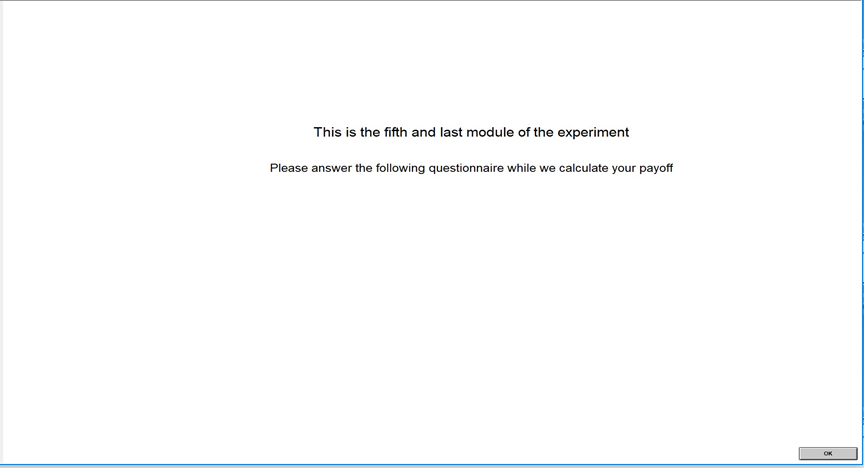 This is the fifth and last module of the experiment
Please answer the following questionnaire while we calculate your payoff
OK